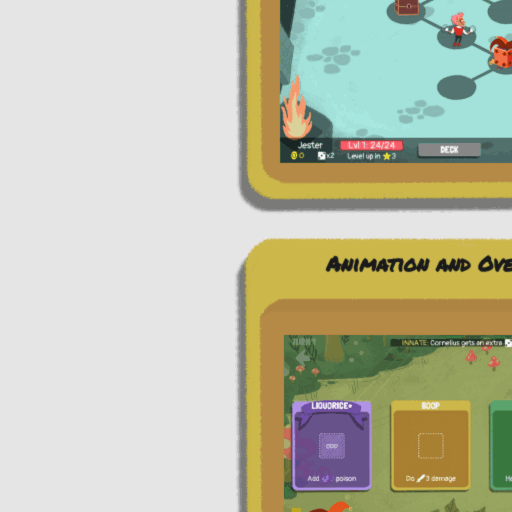 Jester
Lvl 1: 24/24
0
x2
Level up in ★3
DECK
ANIMATION AND OVE
INNATE: Cornelius gets an extra
LIQUORICE+
BOOP
ODD
Add poison
Do 3 damage